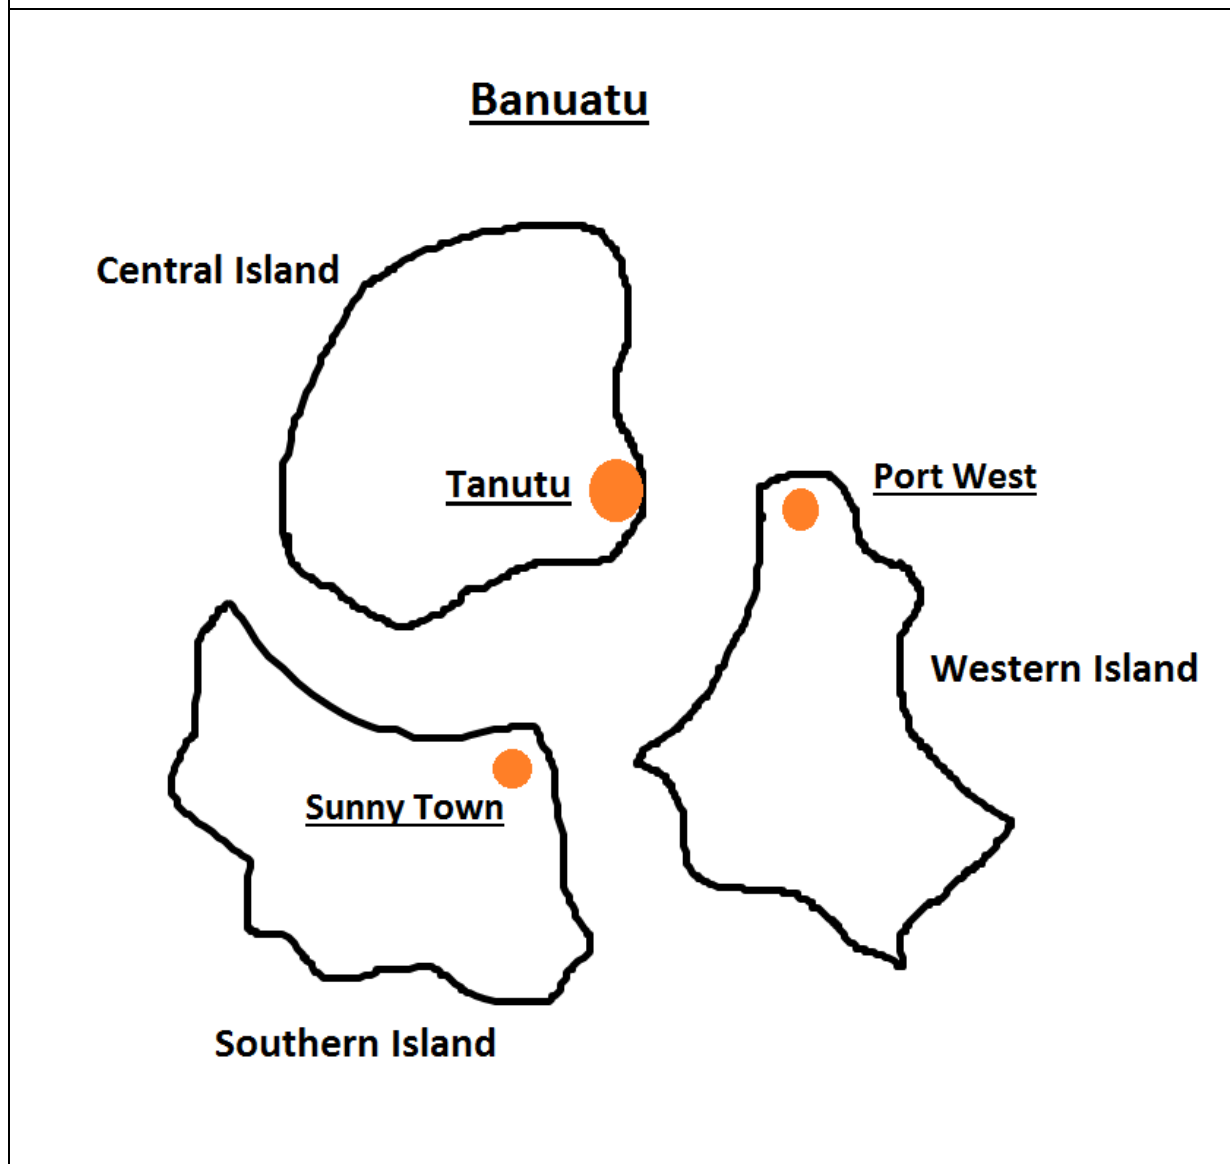 Banuatu
Central Island
Tanutu
Port West
Western Island
Sunny Town
Southern Island